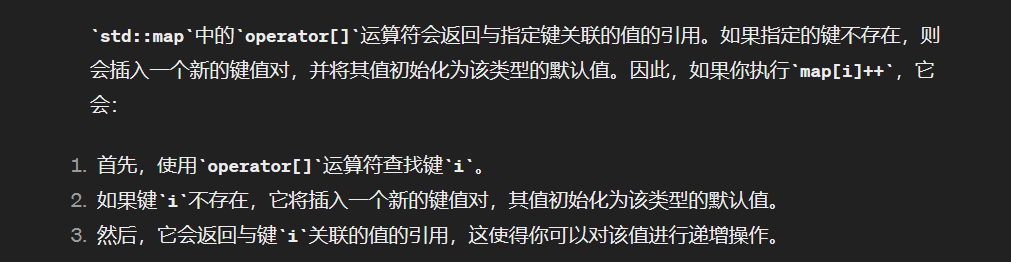 `std::map`中的`operator[]`运算符会返回与指定键关联的值的引用。如果指定的键不存在，则
会插入一个新的键值对，并将其值初始化为该类型的默认值。因此，如果你执行`map[i]++`，它
会：
1. 首先，使用`operator[]`运算符查找键`i`。
2. 如果键`i`不存在，它将插入一个新的键值对，其值初始化为该类型的默认值。
3. 然后，它会返回与键`i`关联的值的引用，这使得你可以对该值进行递增操作。